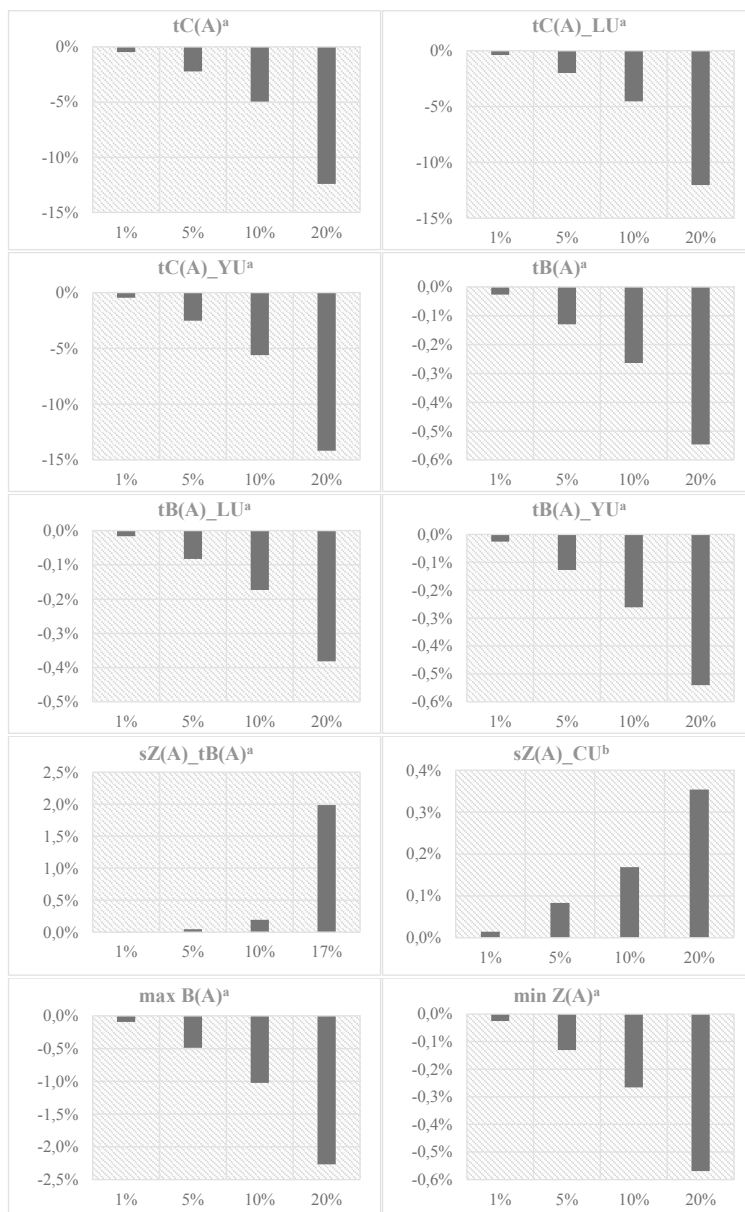 tC(A)ᵃ
0%
-5%
-10%
-15%
1% 5% 10% 20%
tC(A)_LUᵃ
0%
-5%
-10%
-15%
1% 5% 10% 20%
tC(A)_YUᵃ
0%
-5%
-10%
-15%
1% 5% 10% 20%
tB(A)ᵃ
0,0%
-0,1%
-0,2%
-0,3%
-0,4%
-0,5%
-0,6%
1% 5% 10% 20%
tB(A)_LUᵃ
0,0%
-0,1%
-0,2%
-0,3%
-0,4%
-0,5%
1% 5% 10% 20%
tB(A)_YUᵃ
0,0%
-0,1%
-0,2%
-0,3%
-0,4%
-0,5%
-0,6%
1% 5% 10% 20%
sZ(A)_tB(A)ᵃ
2,5%
2,0%
1,5%
1,0%
0,5%
0,0%
1% 5% 10% 17%
sZ(A)_CUᵇ
0,4%
0,3%
0,2%
0,1%
0,0%
1% 5% 10% 20%
max B(A)ᵃ
0,0%
-0,5%
-1,0%
-1,5%
-2,0%
-2,5%
1% 5% 10% 20%
min Z(A)ᵃ
0,0%
-0,1%
-0,2%
-0,3%
-0,4%
-0,5%
-0,6%
1% 5% 10% 20%